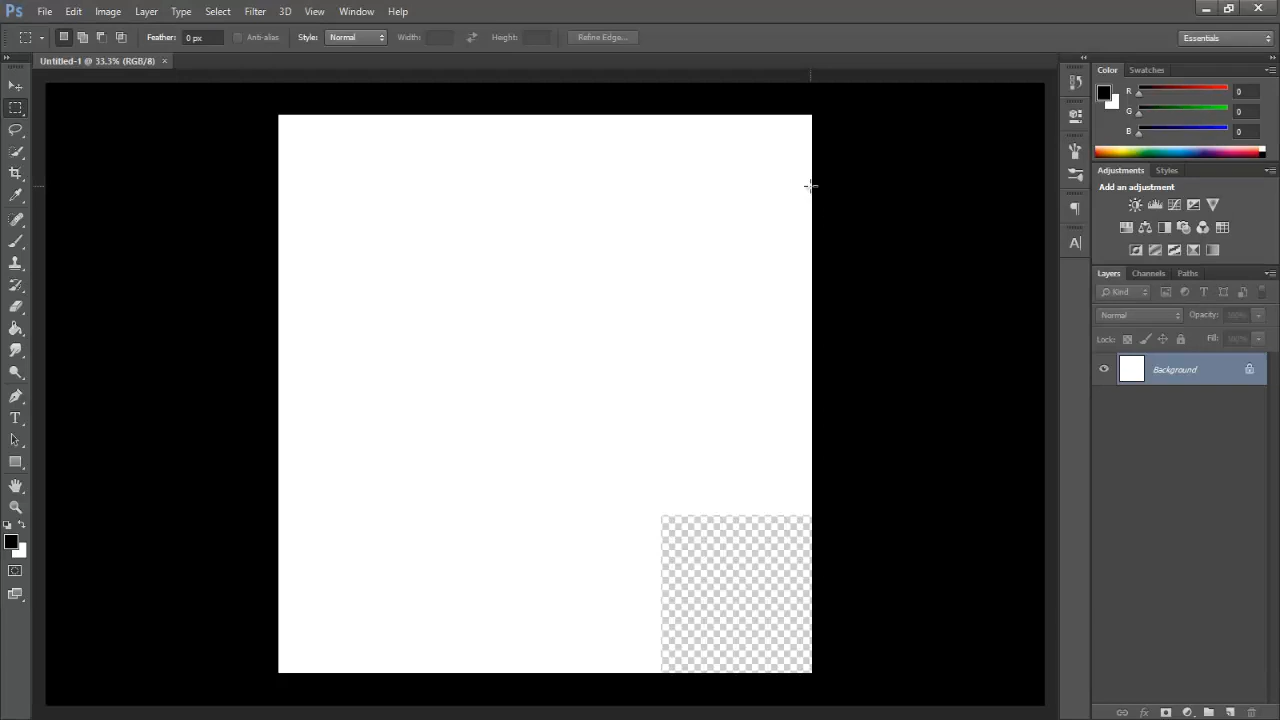 Ps File Edit Image Layer Type Select Filter 3D View Window Help
Feather: 0 px Anti-alias Style: Normal Width: Height: Refine Edge... Essentials
Untitled-1 @ 33.3% (RGB/8) ×
Color Swatches
R 0
G 0
B 0
Adjustments Styles
Add an adjustment
Layers Channels Paths
Kind
Normal Opacity: 100%
Lock: Fill: 100%
Background